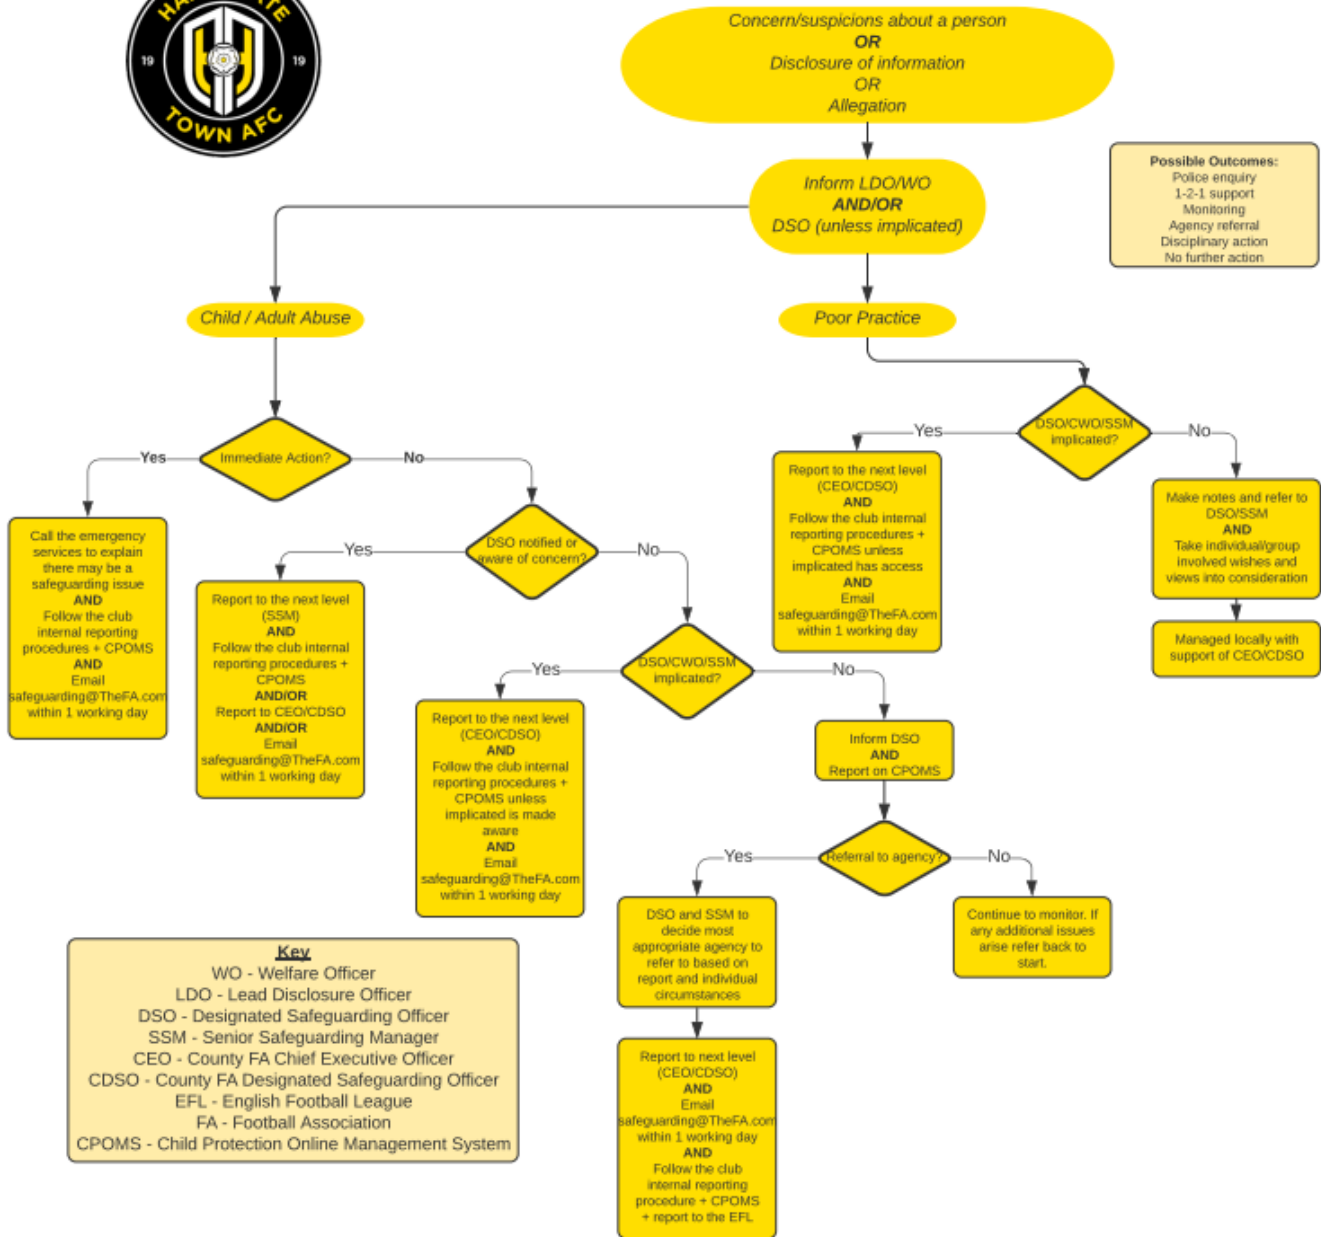 19
19
TOWN AFC
Concern/suspicions about a person
OR
Disclosure of information
OR
Allegation
Inform LDO/WO
AND/OR
DSO (unless implicated)
Possible Outcomes:
Police enquiry
1-2-1 support
Monitoring
Agency referral
Disciplinary action
No further action
Child / Adult Abuse
Poor Practice
Immediate Action?
Yes
No
Call the emergency
services to explain
there may be a
safeguarding issue
AND
Follow the club
internal reporting
procedures + CPOMS
AND
Email
safeguarding@TheFA.com
within 1 working day
DSO notified or
aware of concern?
Yes
No
Report to the next level
(SSM)
AND
Follow the club internal
reporting procedures +
CPOMS
AND/OR
Report to CEO/CDSO
AND/OR
Email
safeguarding@TheFA.com
within 1 working day
DSO/CWO/SSM
implicated?
Yes
No
Report to the next level
(CEO/CDSO)
AND
Follow the club internal
reporting procedures +
CPOMS unless
implicated is made
aware
AND
Email
safeguarding@TheFA.com
within 1 working day
Inform DSO
AND
Report on CPOMS
Referral to agency?
Yes
No
DSO and SSM to
decide most
appropriate agency to
refer to based on
report and individual
circumstances
Continue to monitor. If
any additional issues
arise refer back to
start.
Report to next level
(CEO/CDSO)
AND
Email
safeguarding@TheFA.com
within 1 working day
AND
Follow the club
internal reporting
procedure + CPOMS
+ report to the EFL
DSO/CWO/SSM
implicated?
Yes
No
Report to the next level
(CEO/CDSO)
AND
Follow the club internal
reporting procedures +
CPOMS unless
implicated has access
AND
Email
safeguarding@TheFA.com
within 1 working day
Make notes and refer to
DSO/SSM
AND
Take individual/group
involved wishes and
views into consideration
Managed locally with
support of CEO/CDSO
Key
WO - Welfare Officer
LDO - Lead Disclosure Officer
DSO - Designated Safeguarding Officer
SSM - Senior Safeguarding Manager
CEO - County FA Chief Executive Officer
CDSO - County FA Designated Safeguarding Officer
EFL - English Football League
FA - Football Association
CPOMS - Child Protection Online Management System